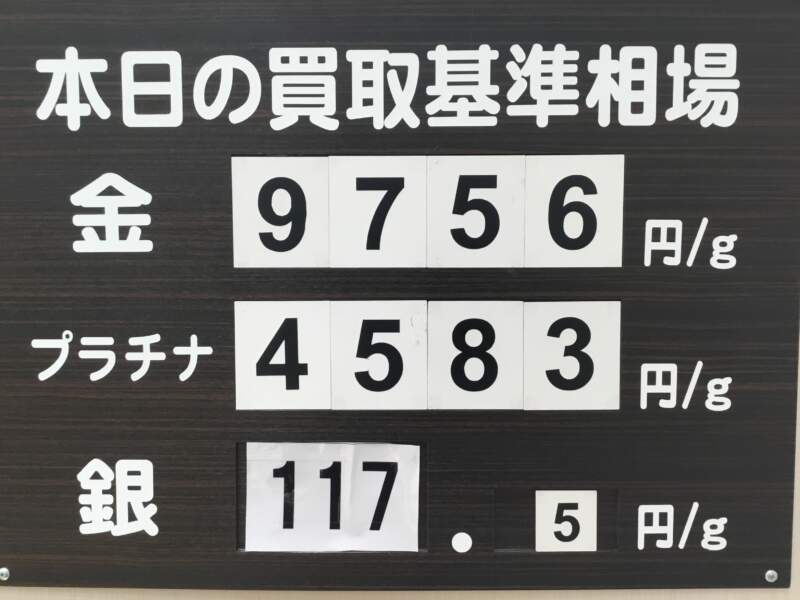 本日の買取基準相場
金 9756 円/g
プラチナ 4583 円/g
銀 117.5 円/g